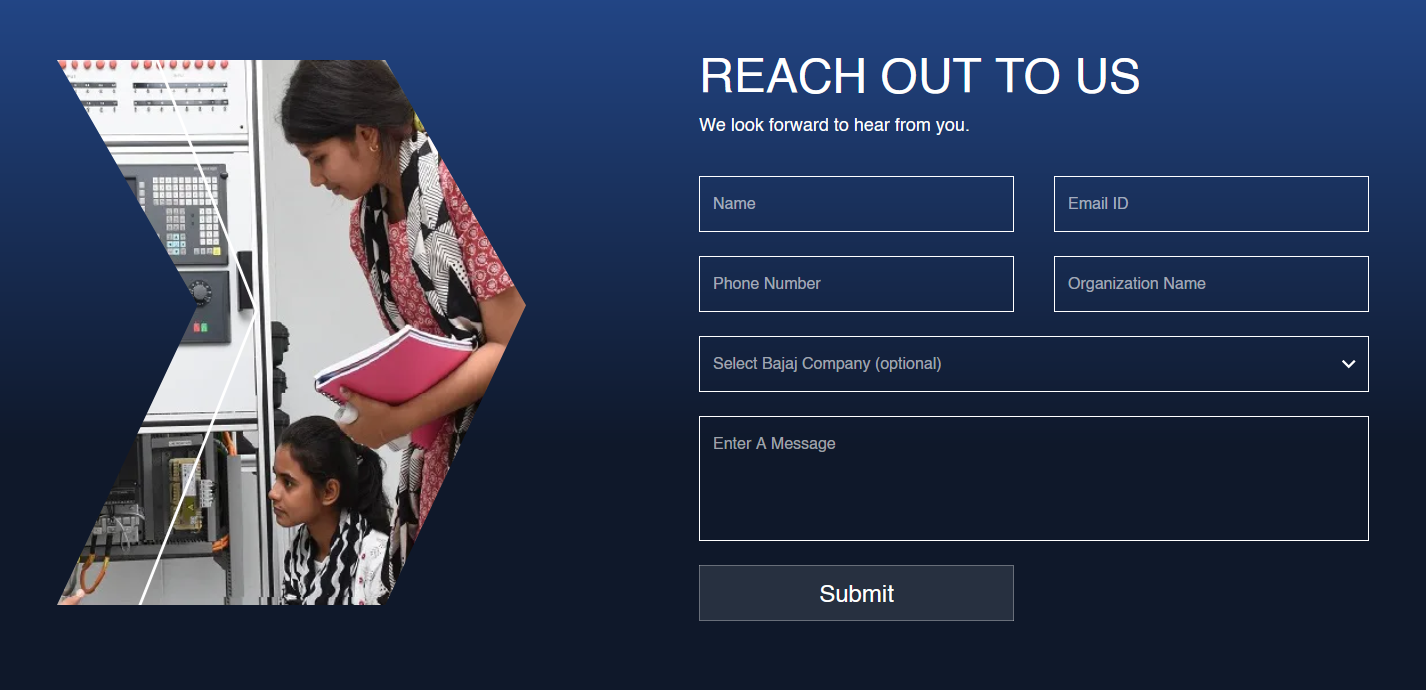 REACH OUT TO US
We look forward to hear from you.
Name
Email ID
Phone Number
Organization Name
Select Bajaj Company (optional)
Enter A Message
Submit